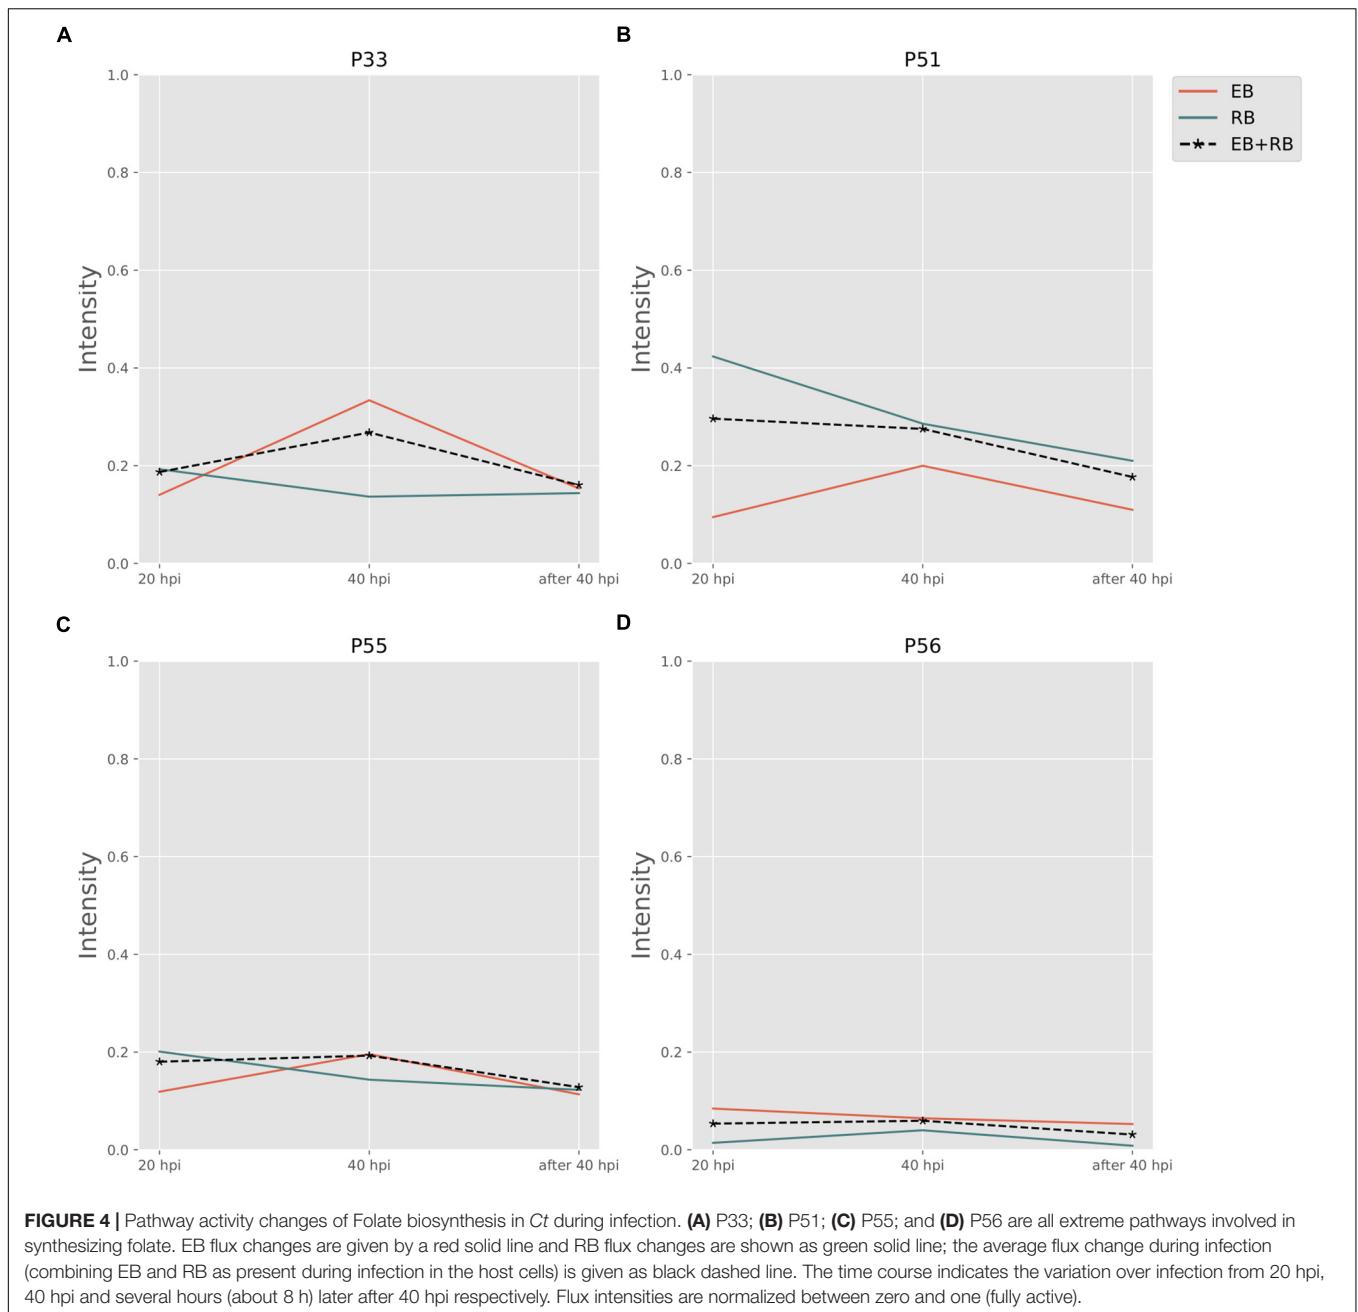 A
B
P33
P51
EB
RB
EB+RB
1.0
0.8
0.6
0.4
0.2
0.0
Intensity
20 hpi
40 hpi
after 40 hpi
1.0
0.8
0.6
0.4
0.2
0.0
Intensity
20 hpi
40 hpi
after 40 hpi
C
D
P55
P56
1.0
0.8
0.6
0.4
0.2
0.0
Intensity
20 hpi
40 hpi
after 40 hpi
1.0
0.8
0.6
0.4
0.2
0.0
Intensity
20 hpi
40 hpi
after 40 hpi
FIGURE 4 | Pathway activity changes of Folate biosynthesis in Ct during infection. (A) P33; (B) P51; (C) P55; and (D) P56 are all extreme pathways involved in
synthesizing folate. EB flux changes are given by a red solid line and RB flux changes are shown as green solid line; the average flux change during infection
(combining EB and RB as present during infection in the host cells) is given as black dashed line. The time course indicates the variation over infection from 20 hpi,
40 hpi and several hours (about 8 h) later after 40 hpi respectively. Flux intensities are normalized between zero and one (fully active).